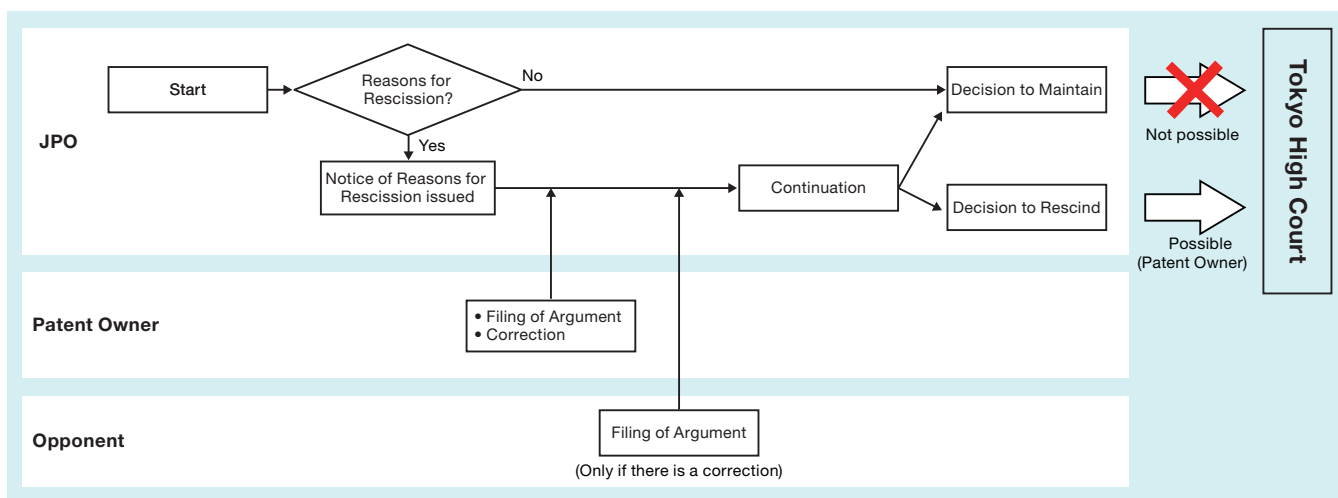 JPO
Start
Reasons for
Rescission?
No
Yes
Notice of Reasons for
Rescission issued
Continuation
Decision to Maintain
Decision to Rescind
Not possible
Possible
(Patent Owner)
Tokyo High Court
Patent Owner
• Filing of Argument
• Correction
Opponent
Filing of Argument
(Only if there is a correction)